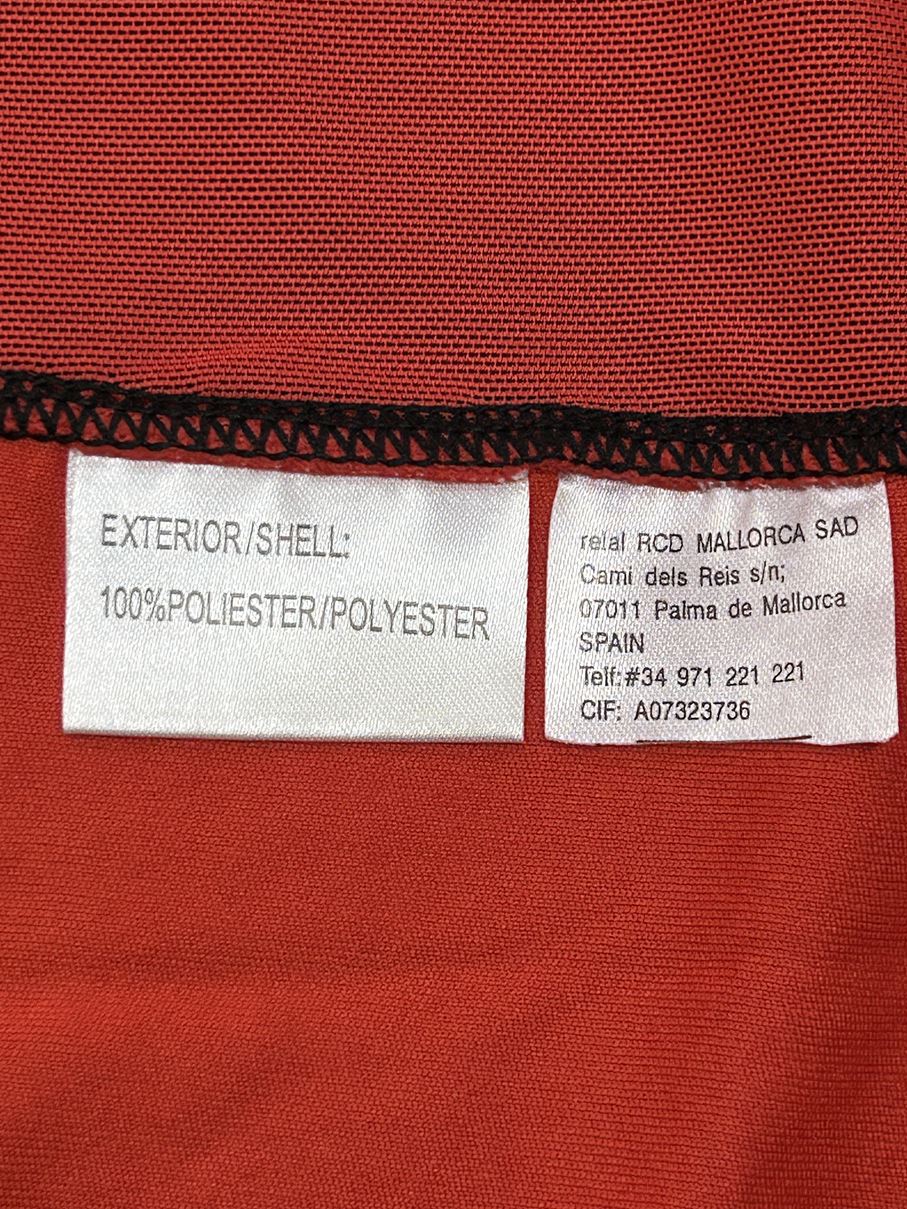 EXTERIOR/SHELL:
100%POLIESTER/POLYESTER
relal RCD MALLORCA SAD
Cami dels Reis s/n;
07011 Palma de Mallorca
SPAIN
Telf:#34 971 221 221
CIF: A07323736